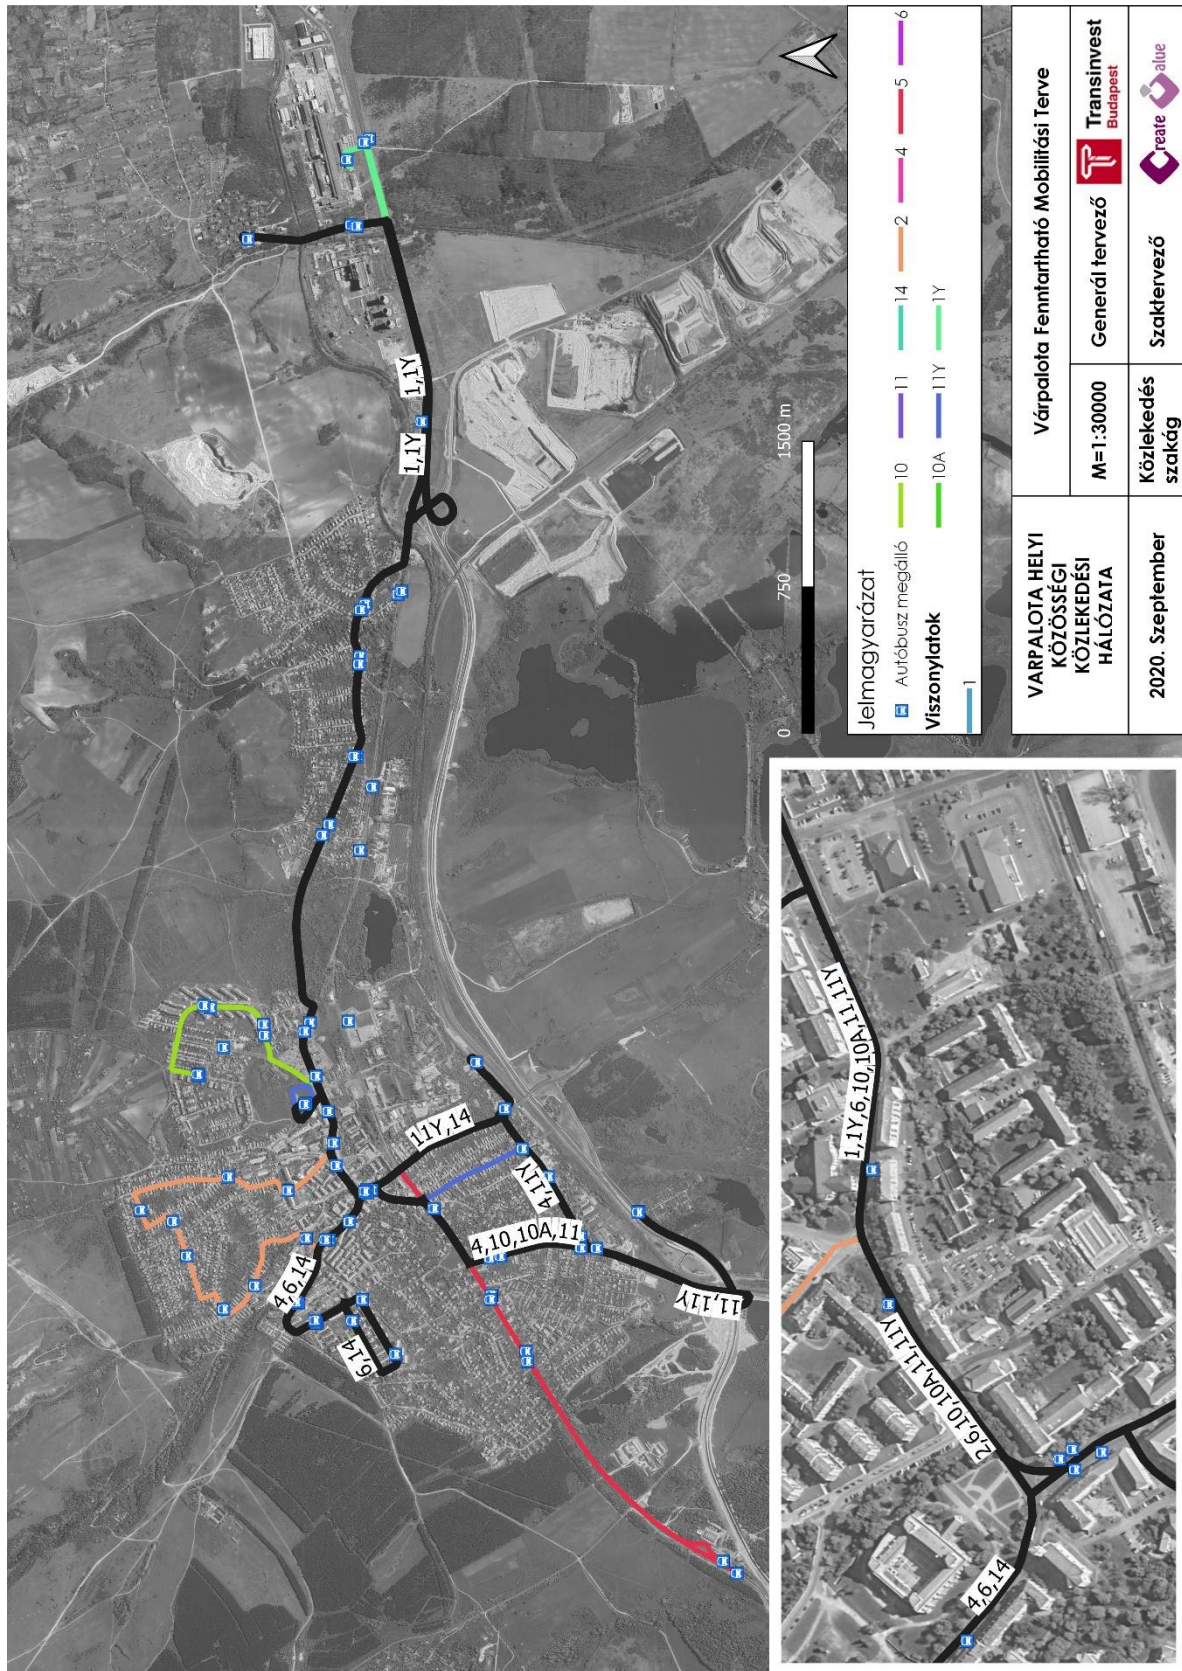 1,1Y
1,1Y
11Y,14
4,11Y
4,10,10A,11
11,11Y
4,6,14
6,14
0
750
1500 m
Jelmagyarázat
Autóbusz megálló
Viszonylatok
1
10
10A
11
11Y
14
1Y
2
4
5
6
VÁRPALOTA HELYI
KÖZÖSSÉGI
KÖZLEKEDÉSI
HÁLÓZATA
2020. Szeptember
Várpalota Fenntartható Mobilitási Terve
M=1:30000
Generál tervező
Transinvest
Budapest
Közlekedés
szakág
Szaktervező
Create Value
1,1Y,6,10,10A,11,11Y
2,6,10,10A,11,11Y
4,6,14